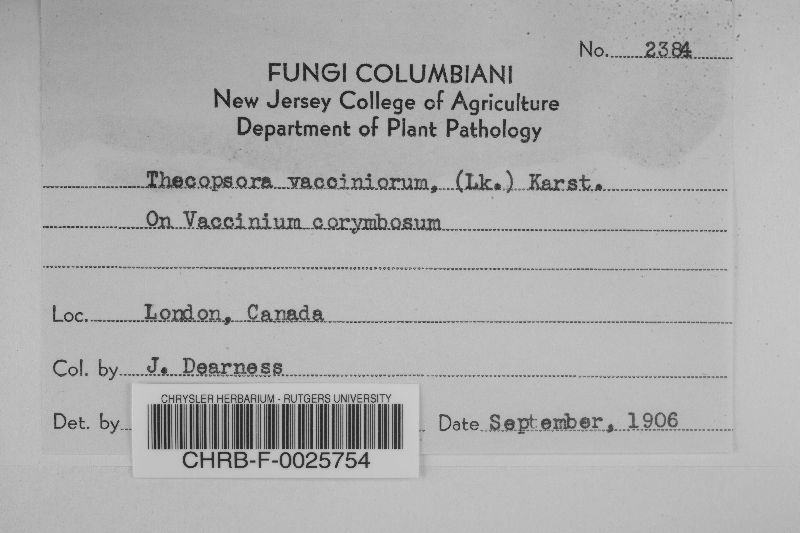 No. 2384
FUNGI COLUMBIANI
New Jersey College of Agriculture
Department of Plant Pathology
Thecopsora vacciniorum, (Lk.) Karst.
On Vaccinium corymbosum
Loc. London, Canada
Col. by J. Dearness
Det. by
Date September, 1906
CHRYSLER HERBARIUM - RUTGERS UNIVERSITY
CHRB-F-0025754